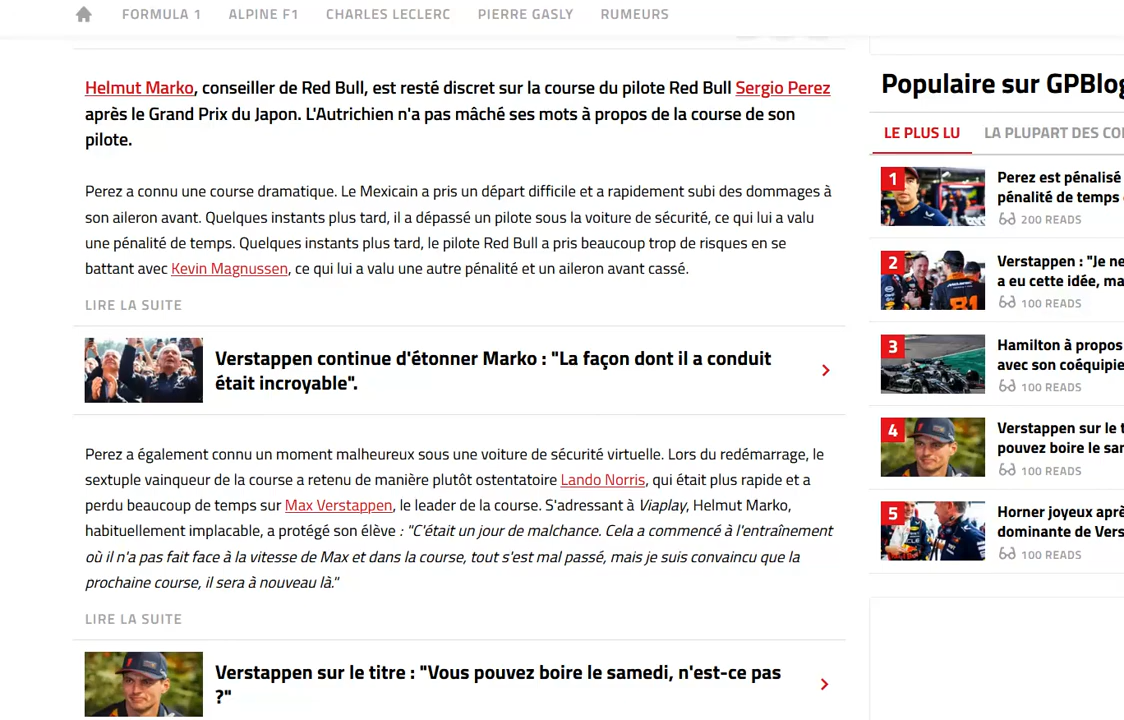 FORMULA 1 ALPINE F1 CHARLES LECLERC PIERRE GASLY RUMEURS
Helmut Marko, conseiller de Red Bull, est resté discret sur la course du pilote Red Bull Sergio Perez
après le Grand Prix du Japon. L'Autrichien n'a pas mâché ses mots à propos de la course de son
pilote.
Perez a connu une course dramatique. Le Mexicain a pris un départ difficile et a rapidement subi des dommages à
son aileron avant. Quelques instants plus tard, il a dépassé un pilote sous la voiture de sécurité, ce qui lui a valu
une pénalité de temps. Quelques instants plus tard, le pilote Red Bull a pris beaucoup trop de risques en se
battant avec Kevin Magnussen, ce qui lui a valu une autre pénalité et un aileron avant cassé.
LIRE LA SUITE
Verstappen continue d'étonner Marko : "La façon dont il a conduit
était incroyable".
Perez a également connu un moment malheureux sous une voiture de sécurité virtuelle. Lors du redémarrage, le
sextuple vainqueur de la course a retenu de manière plutôt ostentatoire Lando Norris, qui était plus rapide et a
perdu beaucoup de temps sur Max Verstappen, le leader de la course. S'adressant à Viaplay, Helmut Marko,
habituellement implacable, a protégé son élève : "C'était un jour de malchance. Cela a commencé à l'entraînement
où il n'a pas fait face à la vitesse de Max et dans la course, tout s'est mal passé, mais je suis convaincu que la
prochaine course, il sera à nouveau là."
LIRE LA SUITE
Verstappen sur le titre : "Vous pouvez boire le samedi, n'est-ce pas
?"
Populaire sur GPBlog
LE PLUS LU LA PLUPART DES CO
1
Perez est pénalisé
pénalité de temps
200 READS
2
Verstappen : "Je ne
a eu cette idée, ma
100 READS
3
Hamilton à propos
avec son coéquipie
100 READS
4
Verstappen sur le t
pouvez boire le sam
100 READS
5
Horner joyeux aprè
dominante de Vers
100 READS
81